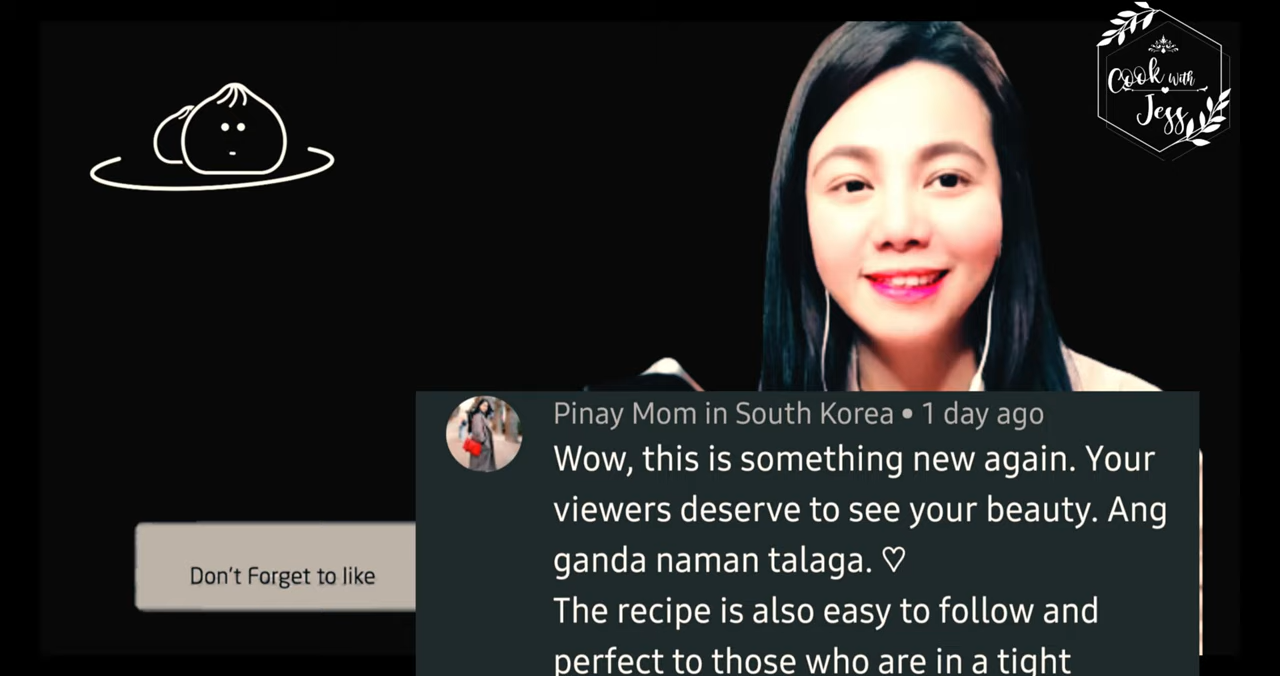 Cook with
Jess
Pinay Mom in South Korea • 1 day ago
Wow, this is something new again. Your
viewers deserve to see your beauty. Ang
ganda naman talaga. ♡
The recipe is also easy to follow and
perfect to those who are in a tight
Don't Forget to like